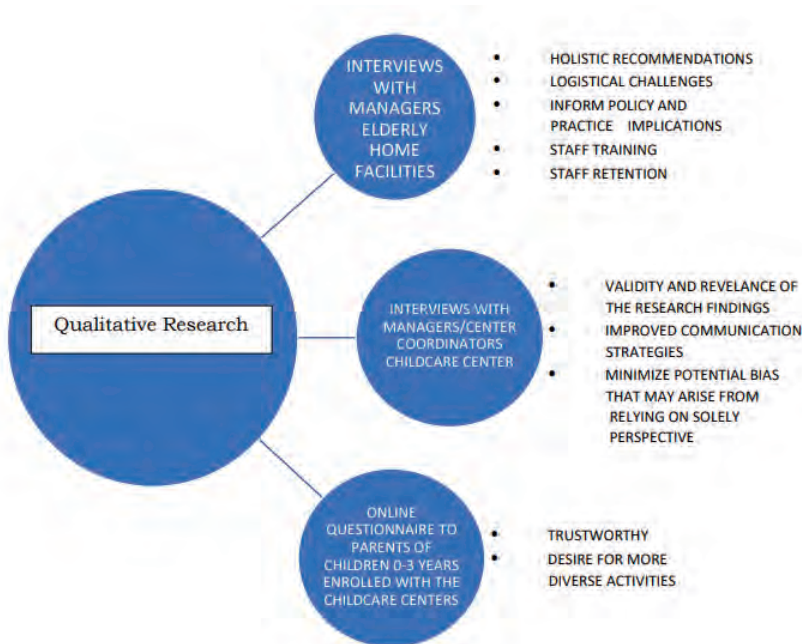 Qualitative Research
INTERVIEWS
WITH
MANAGERS
ELDERLY
HOME
FACILITIES
• HOLISTIC RECOMMENDATIONS
• LOGISTICAL CHALLENGES
• INFORM POLICY AND
PRACTICE IMPLICATIONS
• STAFF TRAINING
• STAFF RETENTION
INTERVIEWS WITH
MANAGERS/CENTER
COORDINATORS
CHILDCARE CENTER
• VALIDITY AND REVELANCE OF
THE RESEARCH FINDINGS
• IMPROVED COMMUNICATION
STRATEGIES
• MINIMIZE POTENTIAL BIAS
THAT MAY ARISE FROM
RELYING ON SOLELY
PERSPECTIVE
ONLINE
QUESTIONNAIRE TO
PARENTS OF
CHILDREN 0-3 YEARS
ENROLLED WITH THE
CHILDCARE CENTERS
• TRUSTWORTHY
• DESIRE FOR MORE
DIVERSE ACTIVITIES